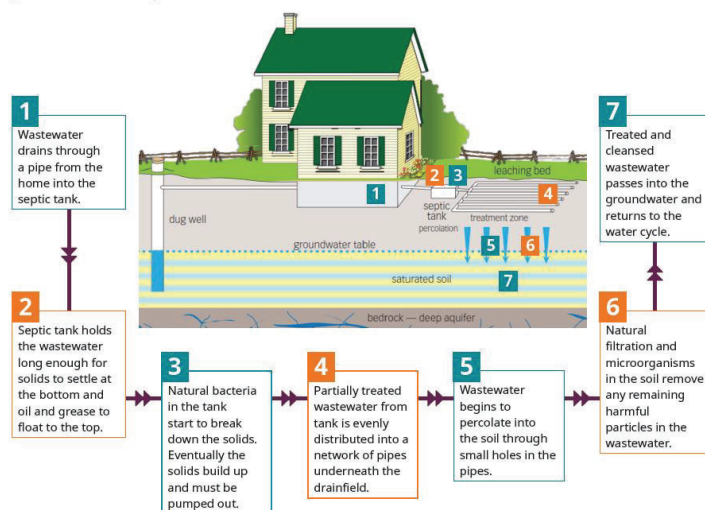 1
Wastewater
drains through
a pipe from the
home into the
septic tank.
2
Septic tank holds
the wastewater
long enough for
solids to settle at
the bottom and
oil and grease to
float to the top.
3
Natural bacteria
in the tank
start to break
down the solids.
Eventually the
solids build up
and must be
pumped out.
4
Partially treated
wastewater from
tank is evenly
distributed into a
network of pipes
underneath the
drainfield.
5
Wastewater
begins to
percolate into
the soil through
small holes in the
pipes.
6
Natural
filtration and
microorganisms
in the soil remove
any remaining
harmful
particles in the
wastewater.
7
Treated and
cleansed
wastewater
passes into the
groundwater and
returns to the
water cycle.
2 3
leaching bed
1
4
septic
tank
percolation
treatment zone
dug well
groundwater table
5 6
saturated soil
7
bedrock — deep aquifer